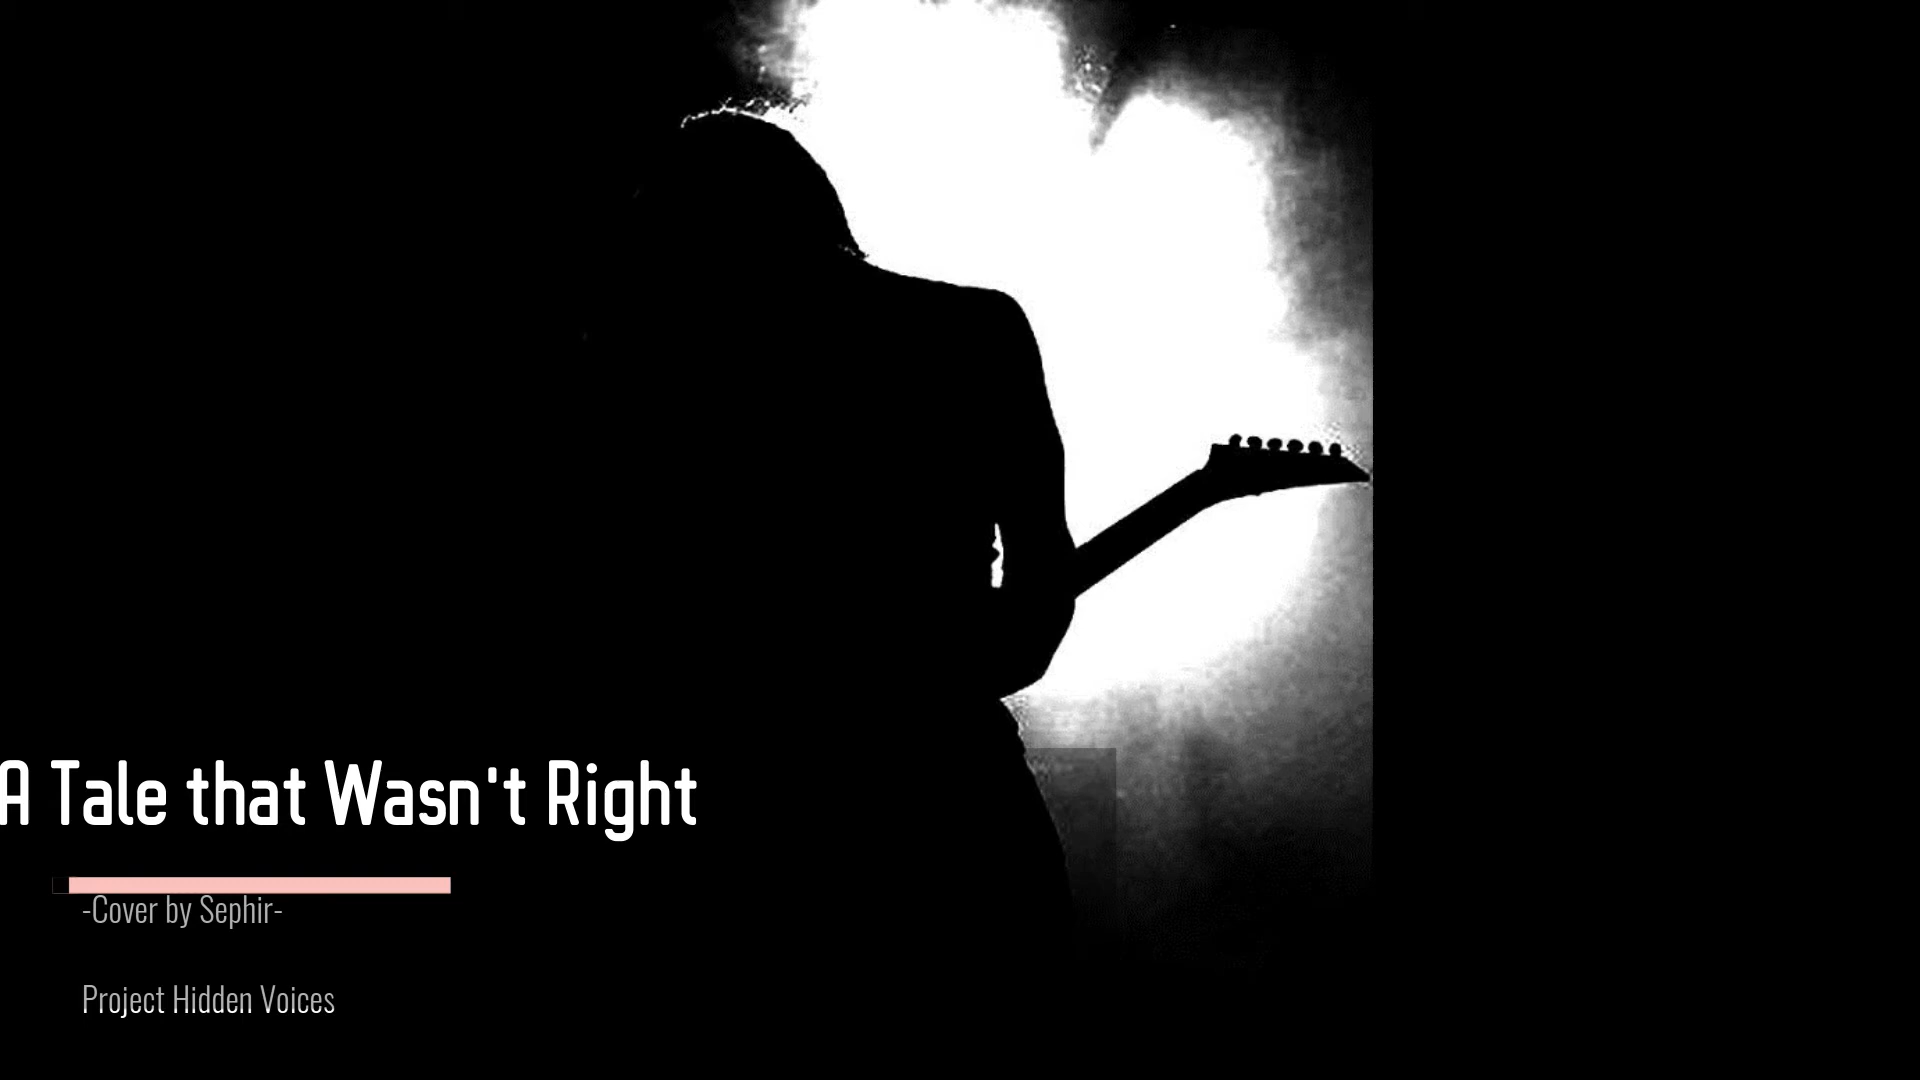 A Tale that Wasn't Right
-Cover by Sephir-
Project Hidden Voices